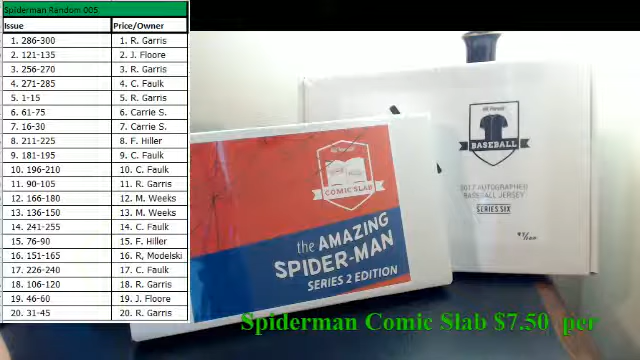 Spiderman Random 005
Issue Price/Owner
1. 286-300 1. R. Garris
2. 121-135 2. J. Floore
3. 256-270 3. R. Garris
4. 271-285 4. C. Faulk
5. 1-15 5. R. Garris
6. 61-75 6. Carrie S.
7. 16-30 7. Carrie S.
8. 211-225 8. F. Hiller
9. 181-195 9. C. Faulk
10. 196-210 10. C. Faulk
11. 90-105 11. R. Garris
12. 166-180 12. M. Weeks
13. 136-150 13. M. Weeks
14. 241-255 14. C. Faulk
15. 76-90 15. F. Hiller
16. 151-165 16. R, Modelski
17. 226-240 17. C. Faulk
18. 106-120 18. R. Garris
19. 46-60 19. J. Floore
20. 31-45 20. R. Garris
COMIC SLAB
the AMAZING
SPIDER-MAN
SERIES 2 EDITION
BASEBALL
2017 AUTOGRAPHED
BASEBALL JERSEY
SERIES SIX
Spiderman Comic Slab $7.50 per